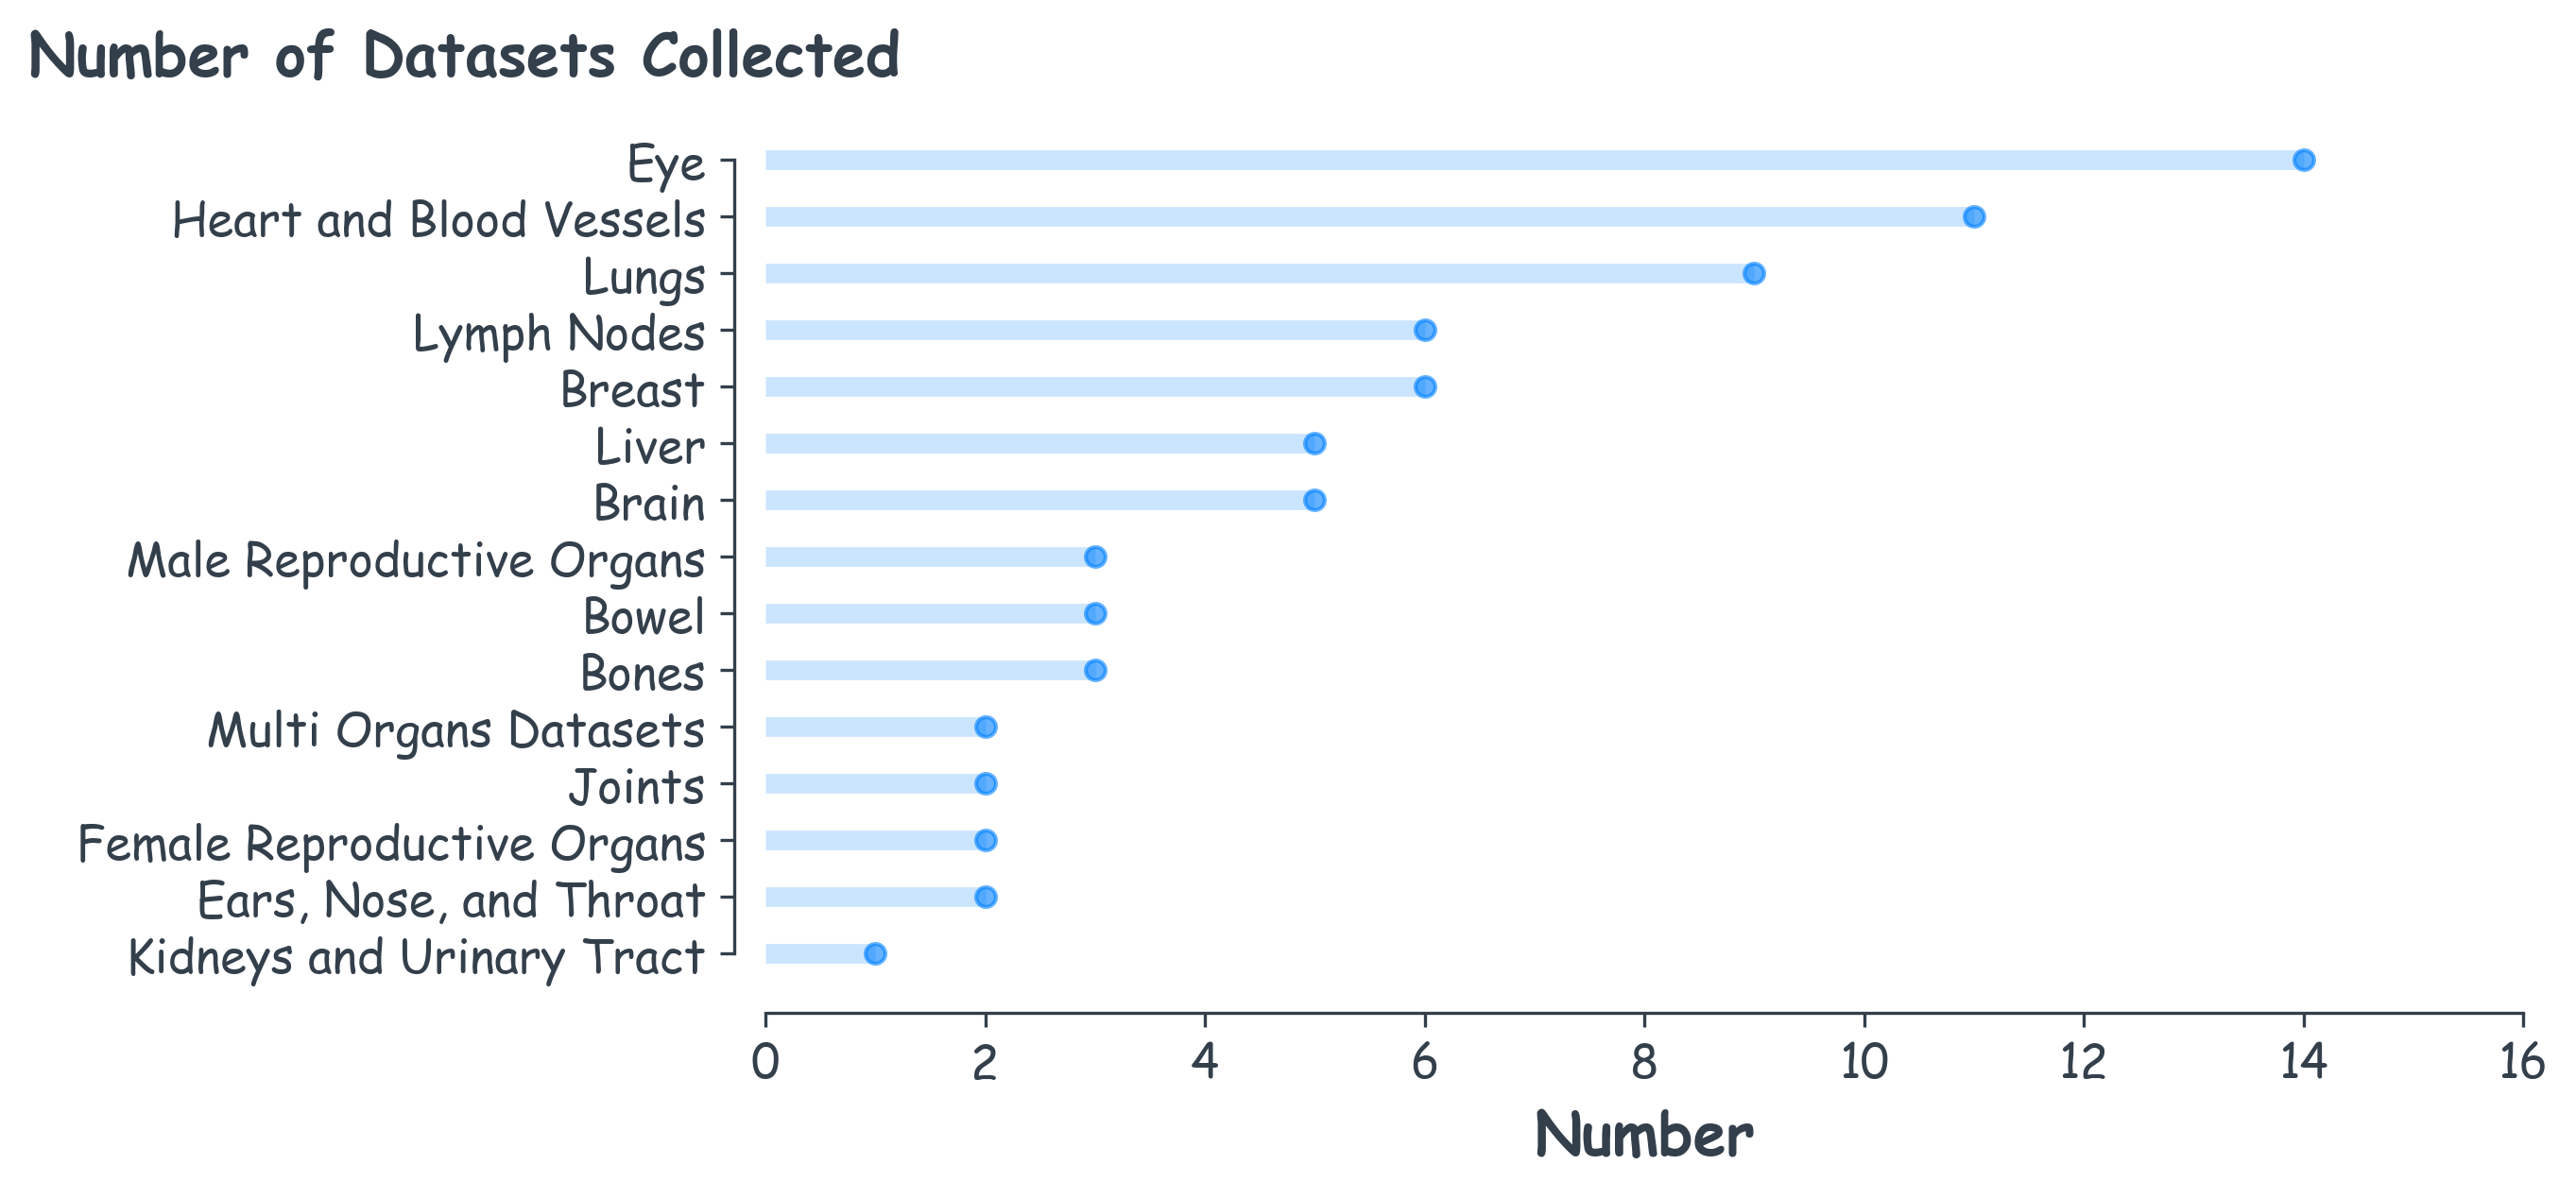 Number of Datasets Collected
Eye
Heart and Blood Vessels
Lungs
Lymph Nodes
Breast
Liver
Brain
Male Reproductive Organs
Bowel
Bones
Multi Organs Datasets
Joints
Female Reproductive Organs
Ears, Nose, and Throat
Kidneys and Urinary Tract
0 2 4 6 8 10 12 14 16
Number